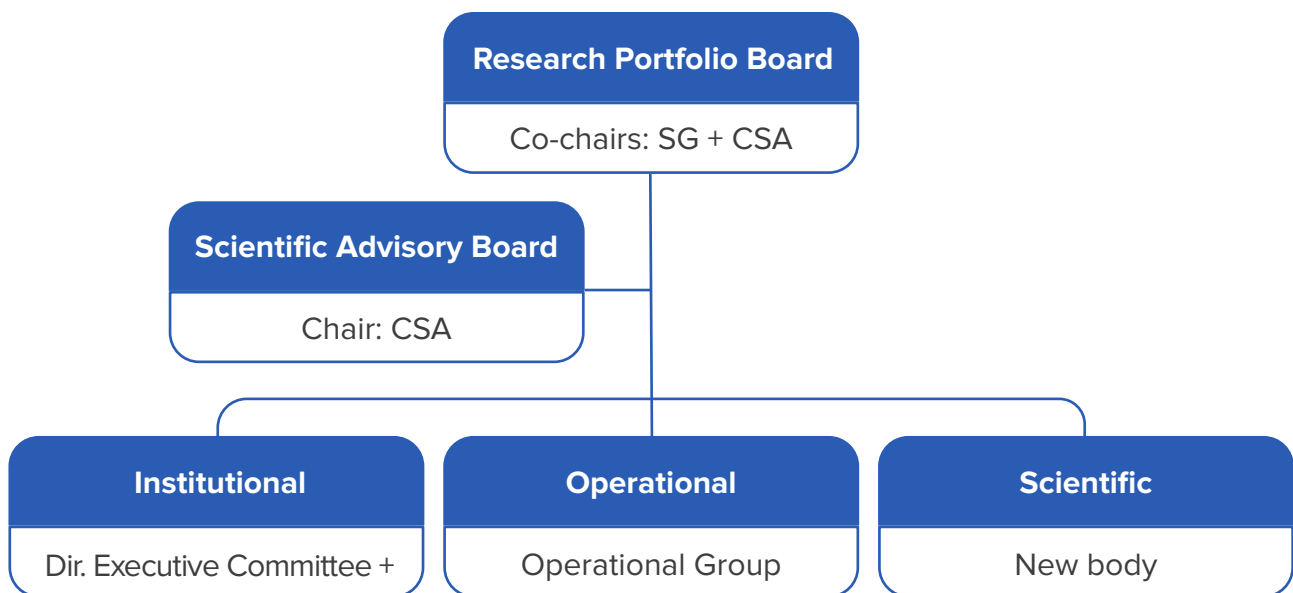 Research Portfolio Board
Co-chairs: SG + CSA
Scientific Advisory Board
Chair: CSA
Institutional
Dir. Executive Committee +
Operational
Operational Group
Scientific
New body